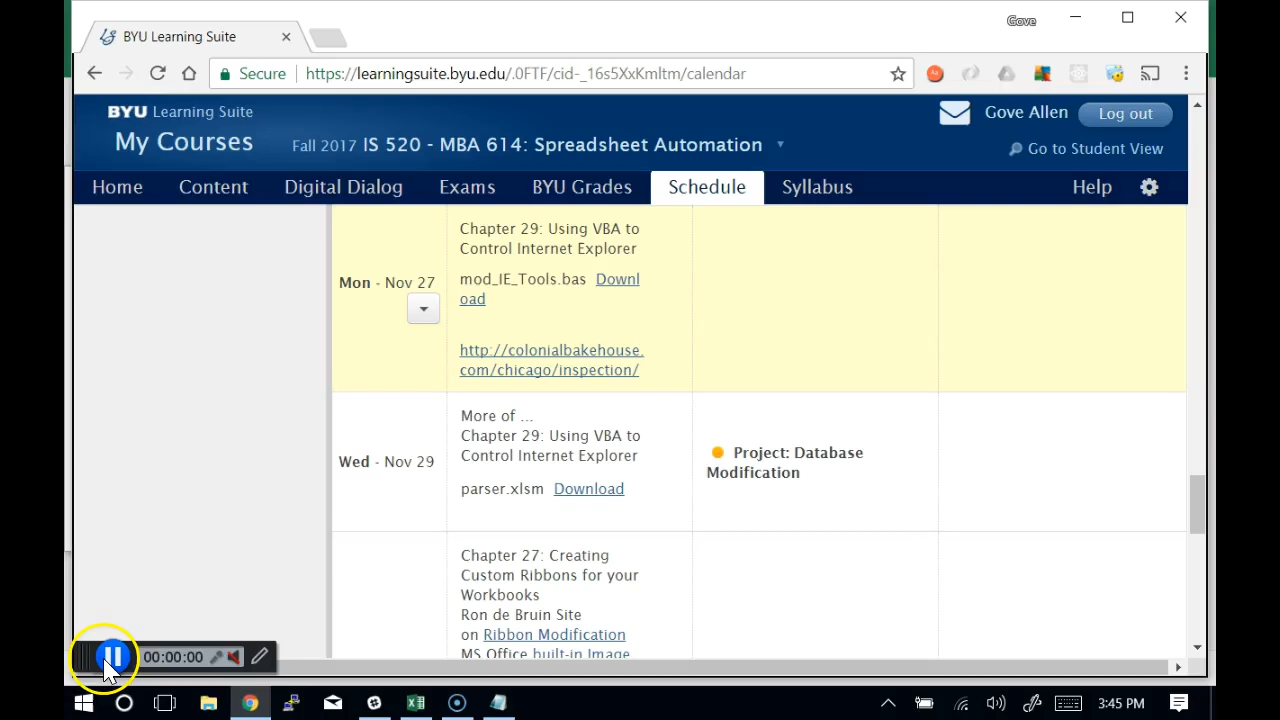 Gove
BYU Learning Suite
Secure https://learningsuite.byu.edu/.0FTF/cid-_16s5XxKmltm/calendar
BYU Learning Suite
Gove Allen Log out
My Courses
Fall 2017 IS 520 - MBA 614: Spreadsheet Automation
Go to Student View
Home Content Digital Dialog Exams BYU Grades Schedule Syllabus Help
Mon - Nov 27
Chapter 29: Using VBA to
Control Internet Explorer
mod_IE_Tools.bas Downl
oad
http://colonialbakehouse.
com/chicago/inspection/
Wed - Nov 29
More of ...
Chapter 29: Using VBA to
Control Internet Explorer
parser.xlsm Download
Project: Database
Modification
Chapter 27: Creating
Custom Ribbons for your
Workbooks
Ron de Bruin Site
on Ribbon Modification
MS Office built-in Image
00:00:00
3:45 PM